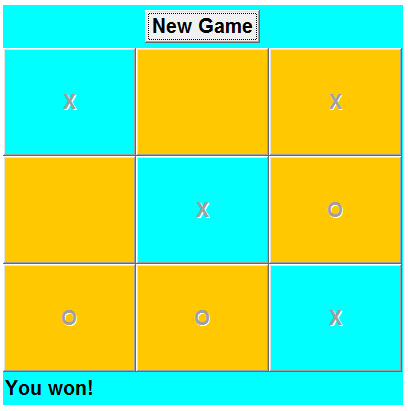 New Game
X X
X O
O O X
You won!